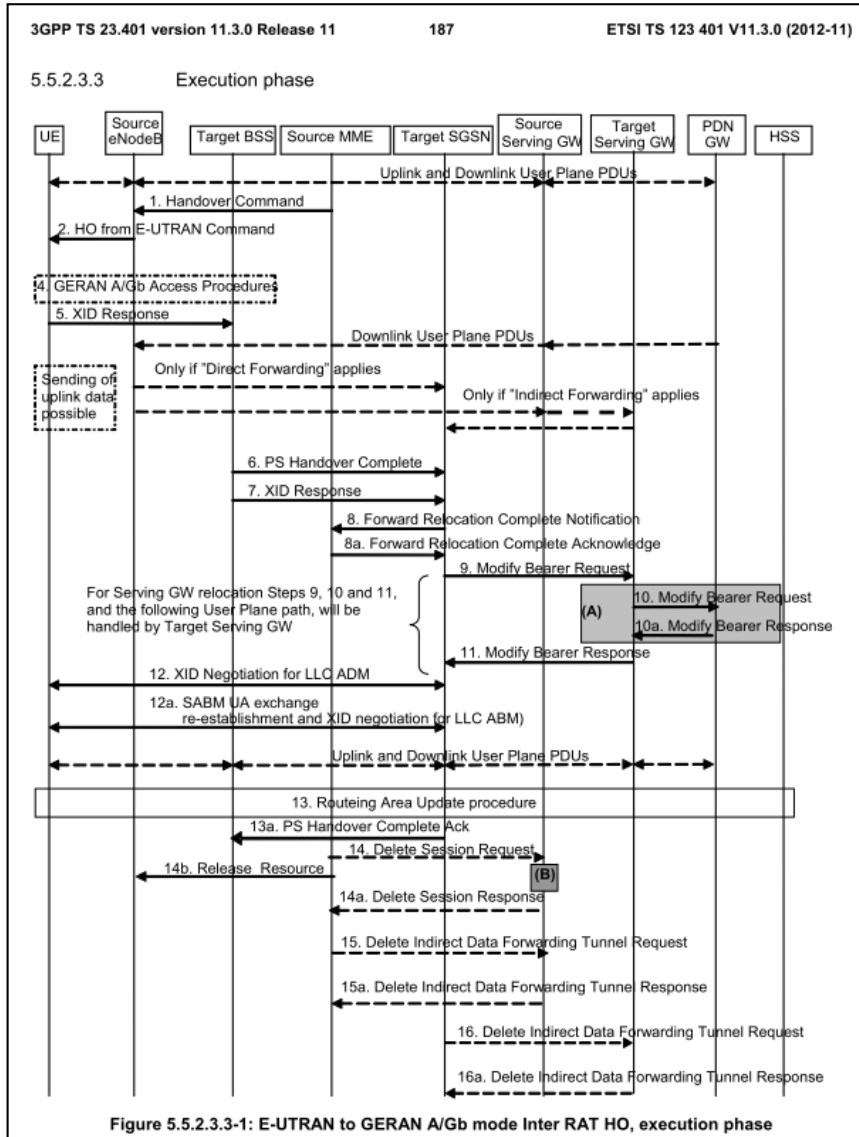 3GPP TS 23.401 version 11.3.0 Release 11 187 ETSI TS 123 401 V11.3.0 (2012-11)
5.5.2.3.3 Execution phase
UE
Source eNodeB
Target BSS
Source MME
Target SGSN
Source Serving GW
Target Serving GW
PDN GW
HSS
Uplink and Downlink User Plane PDUs
1. Handover Command
2. HO from E-UTRAN Command
4. GERAN A/Gb Access Procedures
5. XID Response
Downlink User Plane PDUs
Sending of
uplink data
possible
Only if "Direct Forwarding" applies
Only if "Indirect Forwarding" applies
6. PS Handover Complete
7. XID Response
8. Forward Relocation Complete Notification
8a. Forward Relocation Complete Acknowledge
9. Modify Bearer Request
For Serving GW relocation Steps 9, 10 and 11,
and the following User Plane path, will be
handled by Target Serving GW
(A)
10. Modify Bearer Request
10a. Modify Bearer Response
11. Modify Bearer Response
12. XID Negotiation for LLC ADM
12a. SABM UA exchange
re-establishment and XID negotiation for LLC ABM)
Uplink and Downlink User Plane PDUs
13. Routeing Area Update procedure
13a. PS Handover Complete Ack
14. Delete Session Request
14b. Release Resource
(B)
14a. Delete Session Response
15. Delete Indirect Data Forwarding Tunnel Request
15a. Delete Indirect Data Forwarding Tunnel Response
16. Delete Indirect Data Forwarding Tunnel Request
16a. Delete Indirect Data Forwarding Tunnel Response
Figure 5.5.2.3.3-1: E-UTRAN to GERAN A/Gb mode Inter RAT HO, execution phase